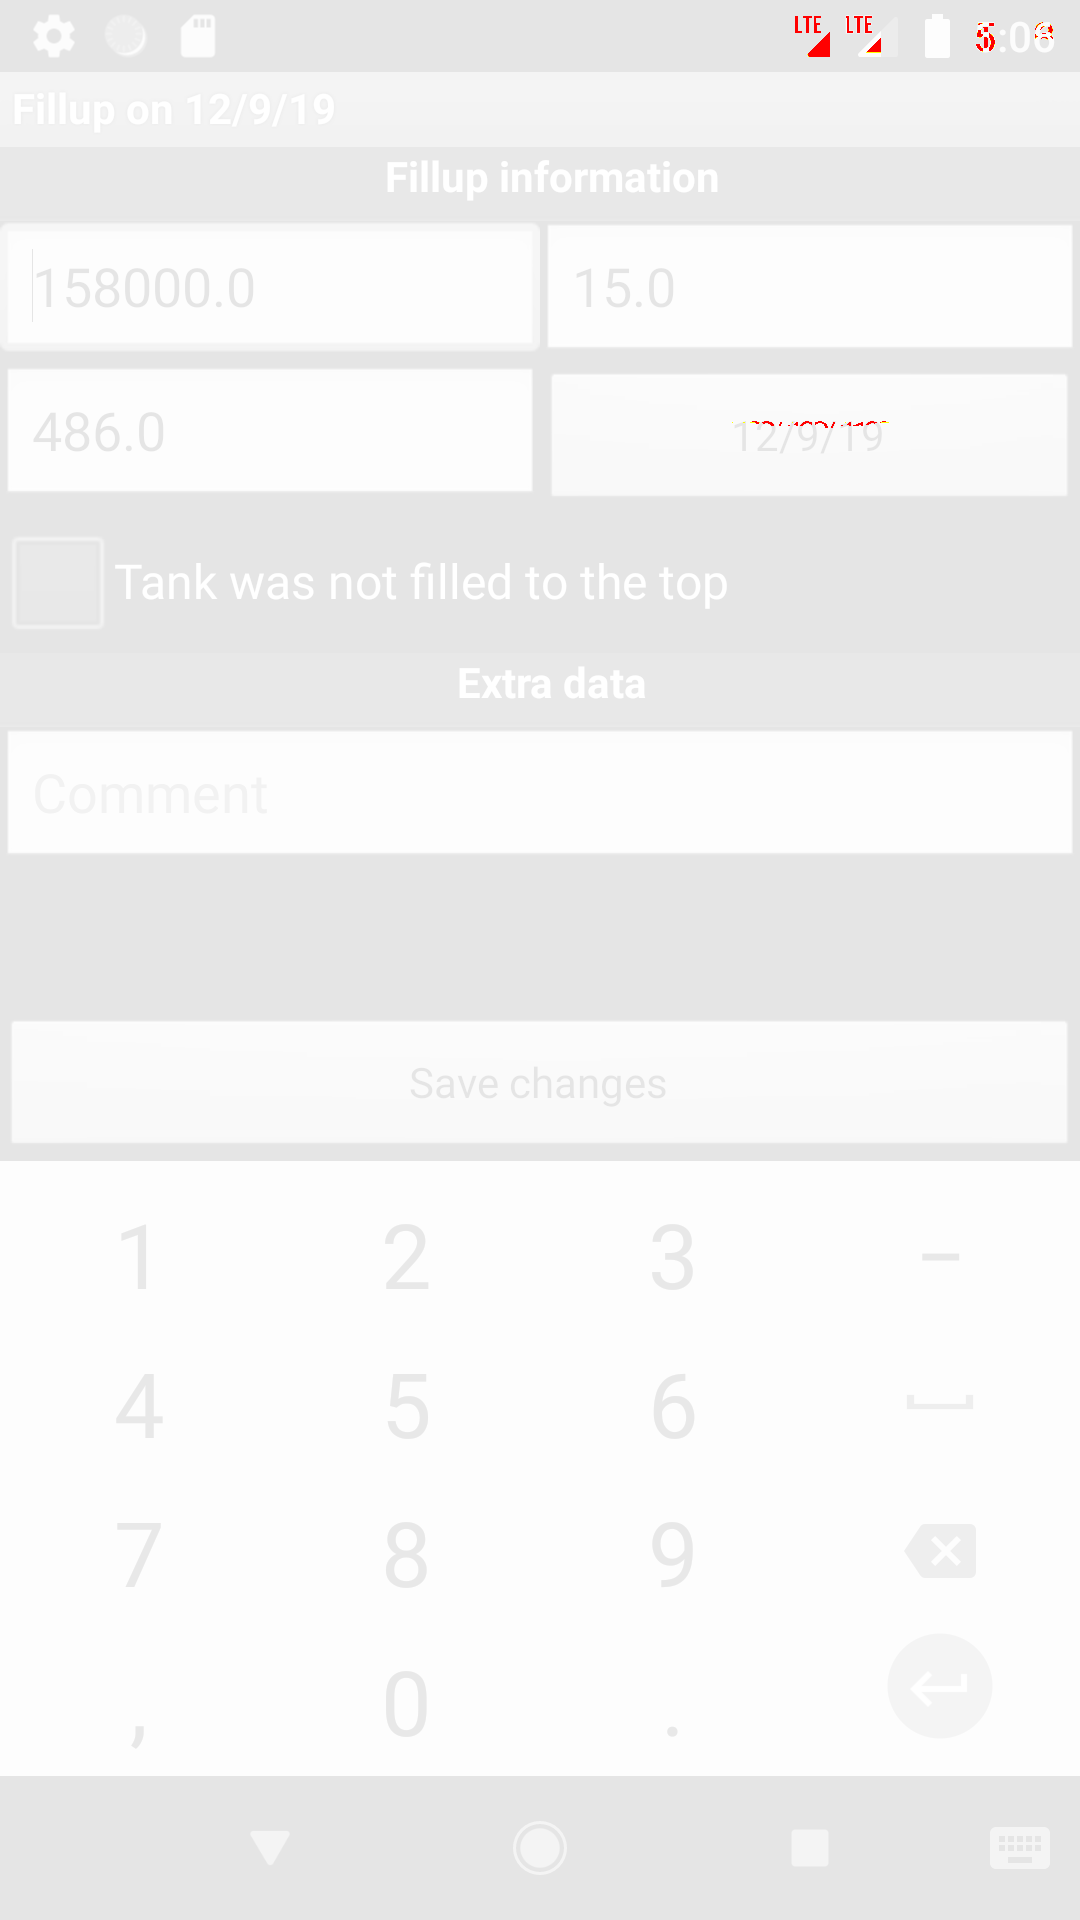 LTE LTE
Fillup on 12/9/19
Fillup information
158000.0 15.0
486.0 12/9/19
Tank was not filled to the top
Extra data
Comment
Save changes
1 2 3 –
4 5 6
7 8 9
, 0 .